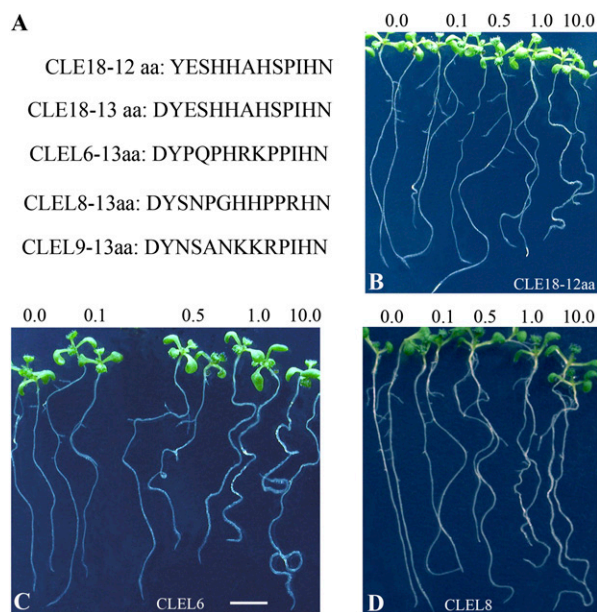 A
CLE18-12 aa: YESHHAHSPIHN
CLE18-13 aa: DYESHHAHSPIHN
CLEL6-13aa: DYPQPHRKPPIHN
CLEL8-13aa: DYSNPGHHPPRHN
CLEL9-13aa: DYNSANKKRPIHN
0.0 0.1 0.5 1.0 10.0
B CLE18-12aa
0.0 0.1 0.5 1.0 10.0
C CLEL6
0.0 0.1 0.5 1.0 10.0
D CLEL8